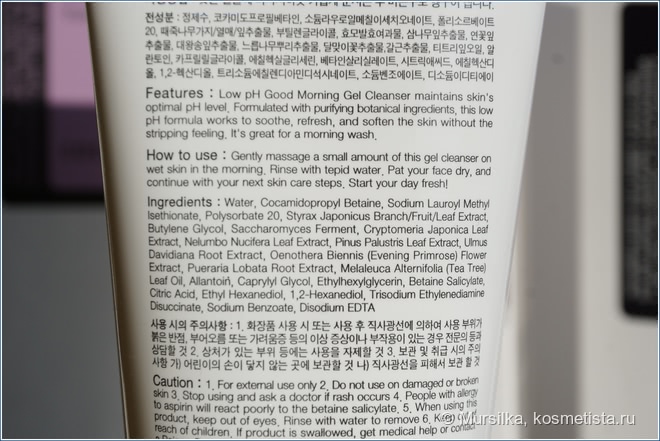 전성분 : 정제수, 코카미도프로필베타인, 소듐라우로일메칠이세치오네이트, 폴리소르베이트
20, 때죽나무가지/열매/잎추출물, 부틸렌글라이콜, 효모발효여과물, 삼나무잎추출물, 연꽃잎
추출물, 대왕송잎추출물, 느릅나무뿌리추출물, 달맞이꽃추출물,갈근추출물, 티트리잎오일, 알
란토인, 카프릴릴글라이콜, 에칠헥실글리세린, 베타인살리실레이트, 시트릭애씨드, 에칠헥산디
올, 1,2-헥산디올, 트리소듐에칠렌디아민디석시네이트, 소듐벤조에이트, 디소듐이디티에이
Features : Low pH Good Morning Gel Cleanser maintains skin's
optimal pH level. Formulated with purifying botanical ingredients, this low
pH formula works to soothe, refresh, and soften the skin without the
stripping feeling. It's great for a morning wash.
How to use : Gently massage a small amount of this gel cleanser on
wet skin in the morning. Rinse with tepid water. Pat your face dry, and
continue with your next skin care steps. Start your day fresh!
Ingredients : Water, Cocamidopropyl Betaine, Sodium Lauroyl Methyl
Isethionate, Polysorbate 20, Styrax Japonicus Branch/Fruit/Leaf Extract,
Butylene Glycol, Saccharomyces Ferment, Cryptomeria Japonica Leaf
Extract, Nelumbo Nucifera Leaf Extract, Pinus Palustris Leaf Extract, Ulmus
Davidiana Root Extract, Oenothera Biennis (Evening Primrose) Flower
Extract, Pueraria Lobata Root Extract, Melaleuca Alternifolia (Tea Tree)
Leaf Oil, Allantoin, Caprylyl Glycol, Ethylhexylglycerin, Betaine Salicylate,
Citric Acid, Ethyl Hexanediol, 1,2-Hexanediol, Trisodium Ethylenediamine
Disuccinate, Sodium Benzoate, Disodium EDTA
사용 시의 주의사항 : 1. 화장품 사용 시 또는 사용 후 직사광선에 의하여 사용 부위가
붉은 반점, 부어오름 또는 가려움증 등의 이상 증상이나 부작용이 있는 경우 전문의 등과
상담할 것 2. 상처가 있는 부위 등에는 사용을 자제할 것 3. 보관 및 취급 시의 주의
사항 가) 어린이의 손이 닿지 않는 곳에 보관할 것 나) 직사광선을 피해서 보관 할 것
Caution : 1. For external use only 2. Do not use on damaged or broken
skin 3. Stop using and ask a doctor if rash occurs 4. People with allergy
to aspirin will react poorly to the betaine salicylate. 5. When using this
product, keep out of eyes. Rinse with water to remove 6. Keep out of
reach of children. If product is swallowed, get medical help or contact
© Mursilka, kosmetista.ru